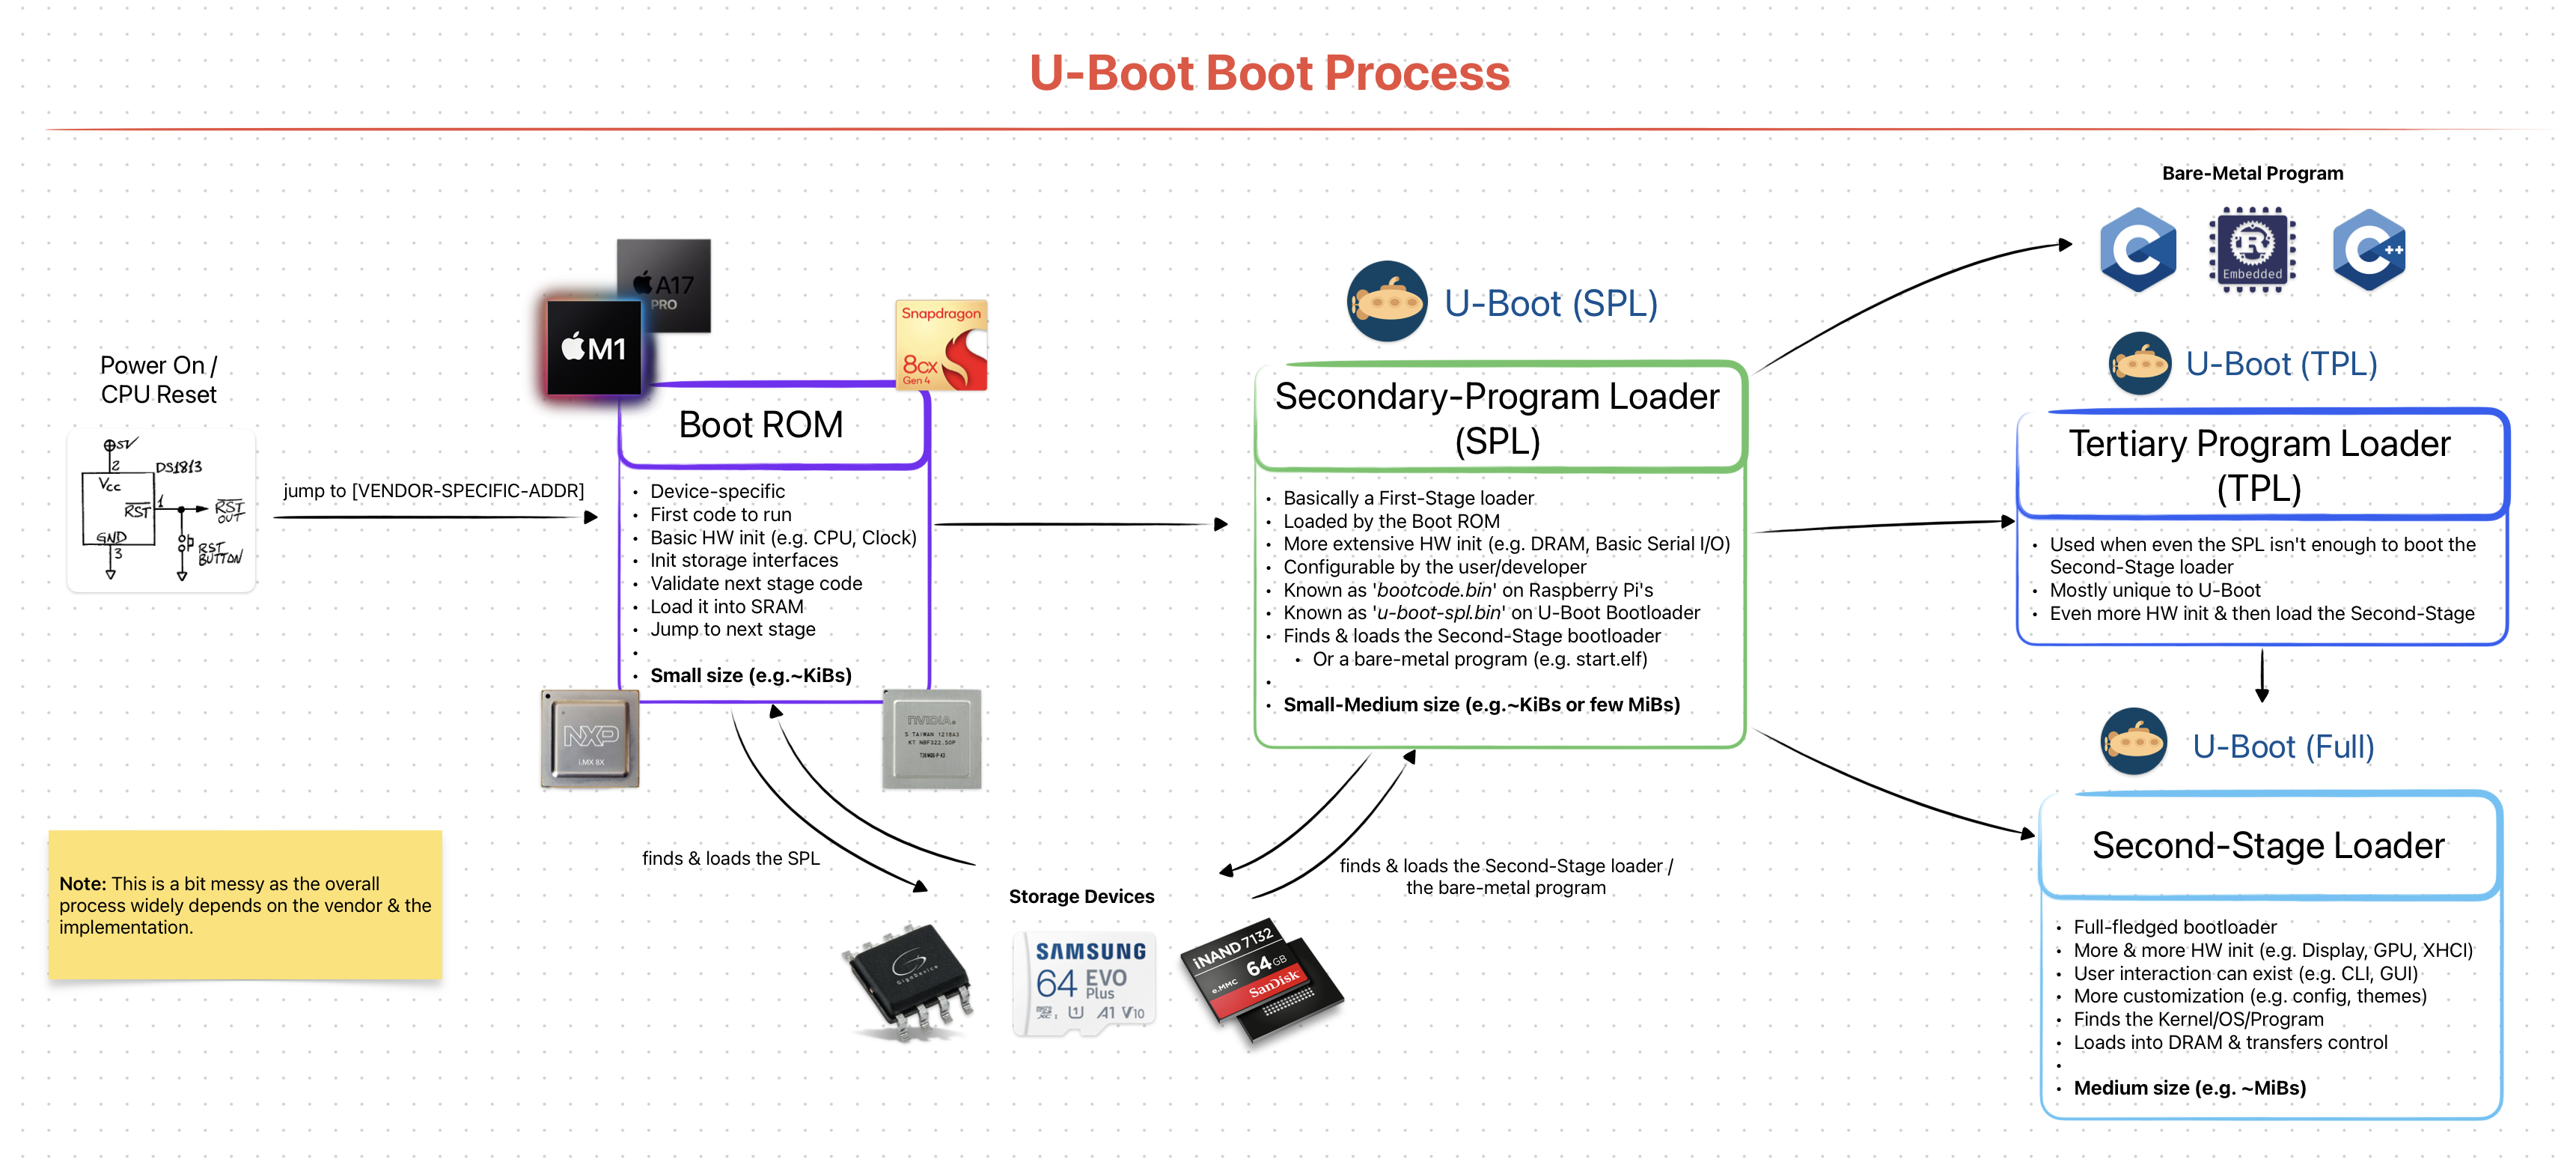 U-Boot Boot Process
Power On /
CPU Reset
5V
2
DS1813
Vcc
RST
1
RST
OUT
GND
3
RST
BUTTON
jump to [VENDOR-SPECIFIC-ADDR]
A17
PRO
M1
Snapdragon
8cx
Gen 4
Boot ROM
• Device-specific
• First code to run
• Basic HW init (e.g. CPU, Clock)
• Init storage interfaces
• Validate next stage code
• Load it into SRAM
• Jump to next stage
•
• Small size (e.g.~KiBs)
NXP
i.MX 8X
NVIDIA.
S TAIWAN 1218A3
finds & loads the SPL
Storage Devices
GigaDevice
SAMSUNG
64 EVO
Plus
A1 V10
iNAND 7132
64GB
e.MMC
SanDisk
U-Boot (SPL)
Secondary-Program Loader
(SPL)
• Basically a First-Stage loader
• Loaded by the Boot ROM
• More extensive HW init (e.g. DRAM, Basic Serial I/O)
• Configurable by the user/developer
• Known as 'bootcode.bin' on Raspberry Pi's
• Known as 'u-boot-spl.bin' on U-Boot Bootloader
• Finds & loads the Second-Stage bootloader
• Or a bare-metal program (e.g. start.elf)
•
• Small-Medium size (e.g.~KiBs or few MiBs)
finds & loads the Second-Stage loader /
the bare-metal program
Bare-Metal Program
C
R
Embedded
C++
U-Boot (TPL)
Tertiary Program Loader
(TPL)
• Used when even the SPL isn't enough to boot the
Second-Stage loader
• Mostly unique to U-Boot
• Even more HW init & then load the Second-Stage
U-Boot (Full)
Second-Stage Loader
• Full-fledged bootloader
• More & more HW init (e.g. Display, GPU, XHCI)
• User interaction can exist (e.g. CLI, GUI)
• More customization (e.g. config, themes)
• Finds the Kernel/OS/Program
• Loads into DRAM & transfers control
•
• Medium size (e.g. ~MiBs)
Note: This is a bit messy as the overall
process widely depends on the vendor & the
implementation.